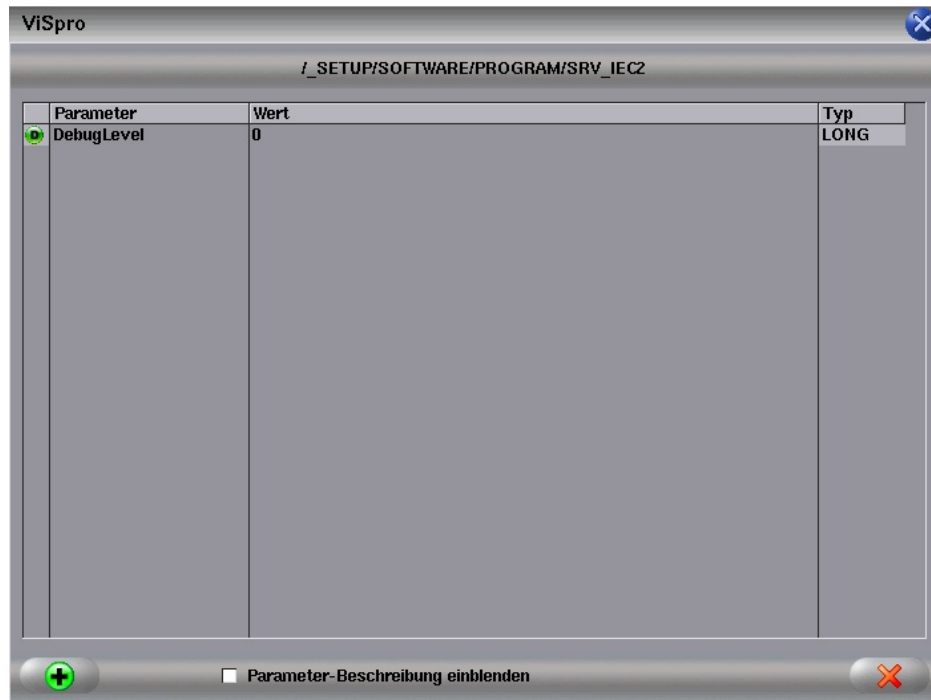 ViSpro
/_SETUP/SOFTWARE/PROGRAM/SRV_IEC2
Parameter Wert Typ
D DebugLevel 0 LONG
Parameter-Beschreibung einblenden